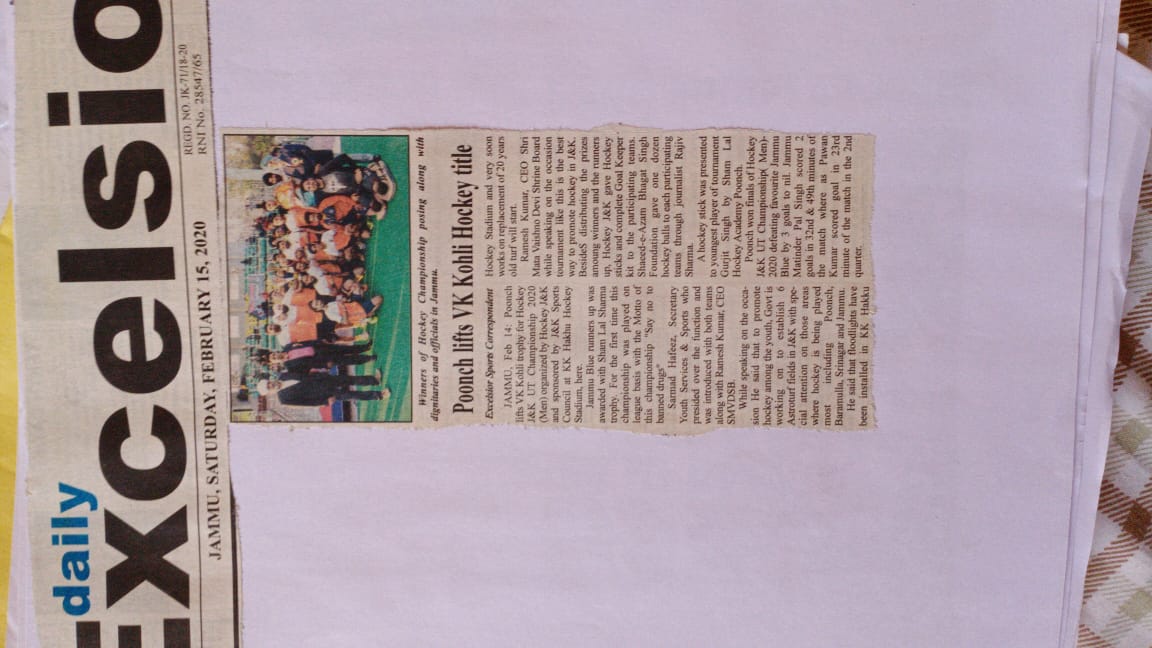 daily
Excelsio
REGD. NO. JK-71/18-20
RNI No. 28547/65
JAMMU, SATURDAY, FEBRUARY 15, 2020
Winners of Hockey Championship posing along with
dignitaries and officials in Jammu.
Poonch lifts VK Kohli Hockey title
Excelsior Sports Correspondent
JAMMU, Feb 14: Poonch
lifts VK Kohli trophy for Hockey
J&K UT Championship 2020
(Men) organized by Hockey J&K
and sponsored by J&K Sports
Council at KK Hakhu Hockey
Stadium, here.
Jammu Blue runners up was
awarded with Sham Lal Sharma
trophy. For the first time this
championship was played on
league basis with the Motto of
this championship "Say no to
banned drugs"
Sarmad Hafeez, Secretary
Youth Services & Sports who
presided over the function and
was introduced with both teams
along with Ramesh Kumar, CEO
SMVDSB.
While speaking on the occa-
sion He said that to promote
hockey among the youth, Govt is
working on to establish 6
Astroturf fields in J&K with spe-
cial attention on those areas
where hockey is being played
most including Poonch,
Baramulla, Srinagar and Jammu.
He said that floodlights have
been installed in KK Hakku
Hockey Stadium and very soon
works on replacement of 20 years
old turf will start.
Ramesh Kumar, CEO Shri
Mata Vaishno Devi Shrine Board
while speaking on the occasion
tournament like this is the best
way to promote hockey in J&K.
BesideS distributing the prizes
amoung winners and the runners
up, Hockey J&K gave Hockey
sticks and complete Goal Keeper
kit to the participating teams.
Shaeed-e-Azam Bhagat Singh
Foundation gave one dozen
hockey balls to each participating
teams through journalist Rajiv
Sharma.
A hockey stick was presented
to youngest player of tournament
Gurjit Singh by Sham Lal
Hockey Academy Poonch.
Poonch won finals of Hockey
J&K UT Championship( Men)-
2020 defeating favourite Jammu
Blue by 3 goals to nil. Jammu
Matinder Pal Singh scored 2
goals in 32nd & 49th minutes of
the match where as Pawan
Kumar scored goal in 23rd
minute of the match in the 2nd
quarter.